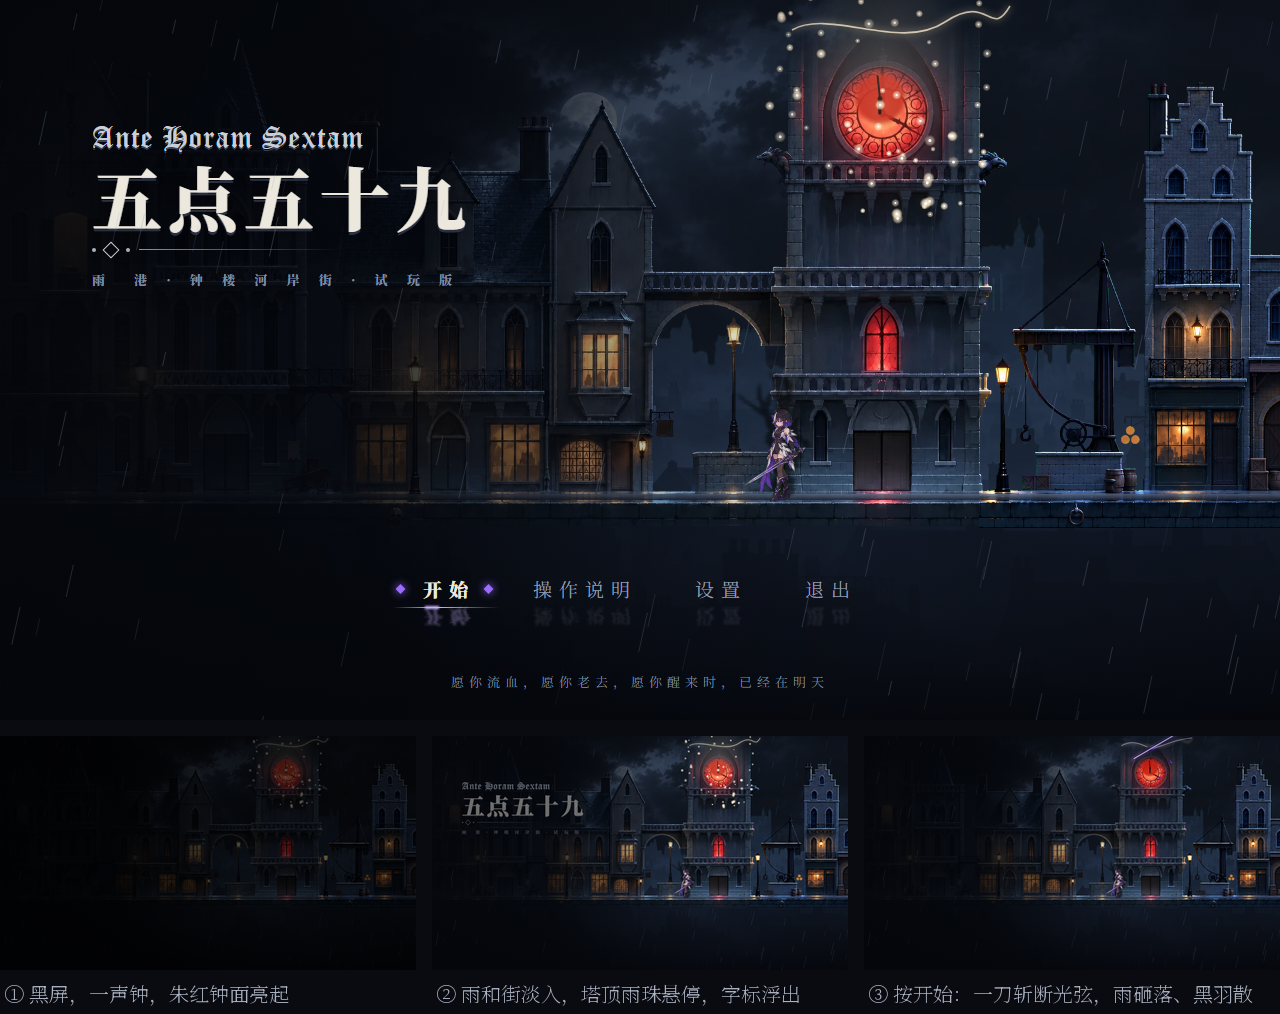 Ante Horam Sextam
五点五十九
雨港·钟楼河岸街·试玩版
开始 操作说明 设置 退出
愿你流血，愿你老去，愿你醒来时，已经在明天
Ante Horam Sextam
五点五十九
① 黑屏，一声钟，朱红钟面亮起
② 雨和街淡入，塔顶雨珠悬停，字标浮出
③ 按开始：一刀斩断光弦，雨砸落、黑羽散